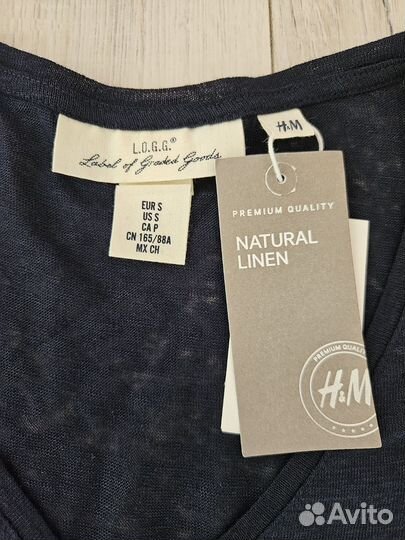 L.O.G.G.®
Label of Graded Goods
H&M
EUR S
US S
CA P
CN 165/88A
MX CH
PREMIUM QUALITY
NATURAL
LINEN
PREMIUM QUALITY
H&M
Avito